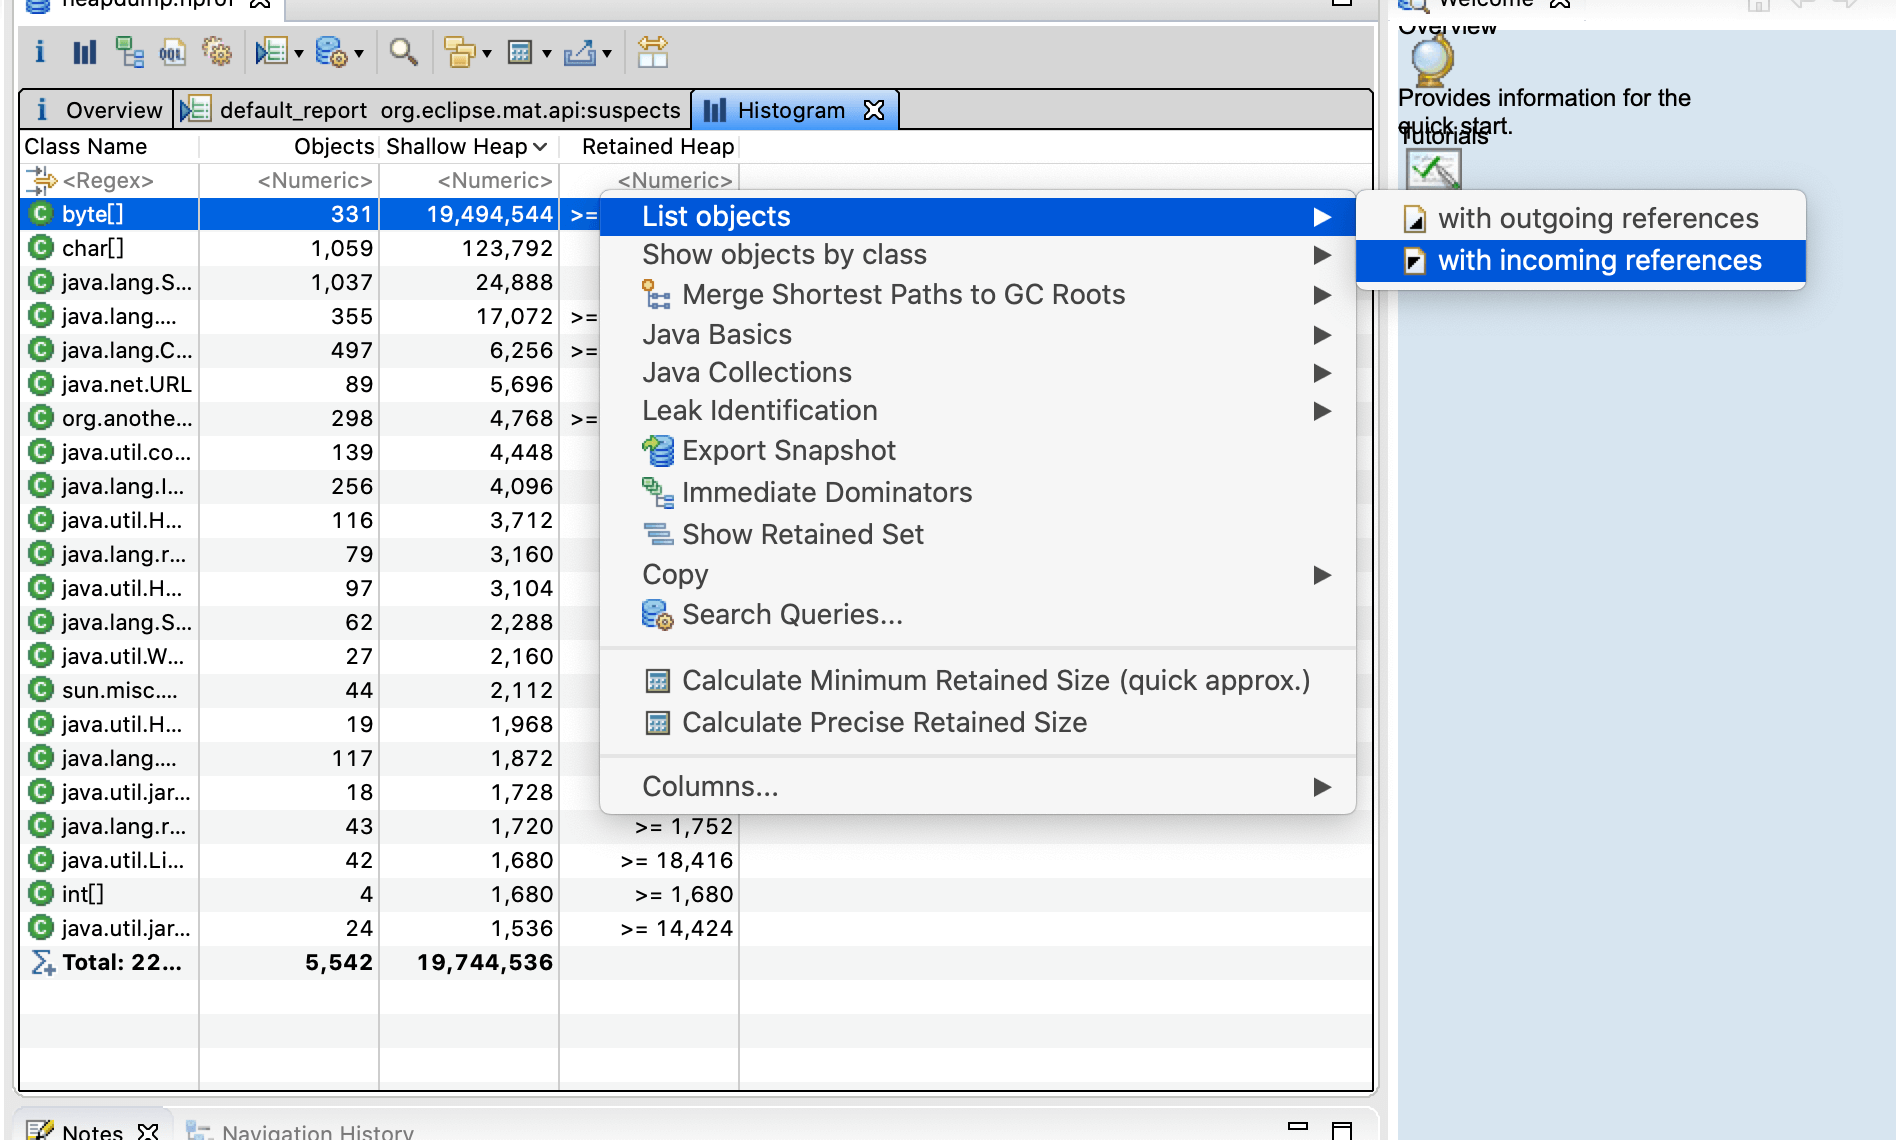 heapdump.hprof
Welcome
Overview
Provides information for the
quick start.
Tutorials
OQL
Overview
default_report org.eclipse.mat.api:suspects
Histogram
Class Name Objects Shallow Heap Retained Heap
<Regex> <Numeric> <Numeric> <Numeric>
byte[] 331 19,494,544 >=
char[] 1,059 123,792
java.lang.S... 1,037 24,888
java.lang.... 355 17,072 >=
java.lang.C... 497 6,256 >=
java.net.URL 89 5,696
org.anothe... 298 4,768 >=
java.util.co... 139 4,448
java.lang.I... 256 4,096
java.util.H... 116 3,712
java.lang.r... 79 3,160
java.util.H... 97 3,104
java.lang.S... 62 2,288
java.util.W... 27 2,160
sun.misc.... 44 2,112
java.util.H... 19 1,968
java.lang.... 117 1,872
java.util.jar... 18 1,728
java.lang.r... 43 1,720 >= 1,752
java.util.Li... 42 1,680 >= 18,416
int[] 4 1,680 >= 1,680
java.util.jar... 24 1,536 >= 14,424
Total: 22... 5,542 19,744,536
List objects
Show objects by class
Merge Shortest Paths to GC Roots
Java Basics
Java Collections
Leak Identification
Export Snapshot
Immediate Dominators
Show Retained Set
Copy
Search Queries...
Calculate Minimum Retained Size (quick approx.)
Calculate Precise Retained Size
Columns...
with outgoing references
with incoming references
Notes
Navigation History